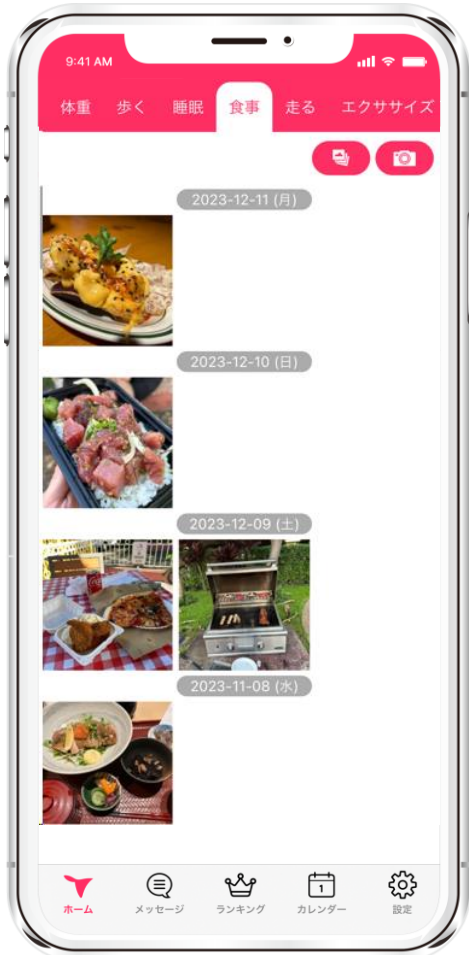 9:41 AM
体重 歩く 睡眠 食事 走る エクササイズ
2023-12-11 (月)
2023-12-10 (日)
2023-12-09 (土)
2023-11-08 (水)
1
ホーム メッセージ ランキング カレンダー 設定